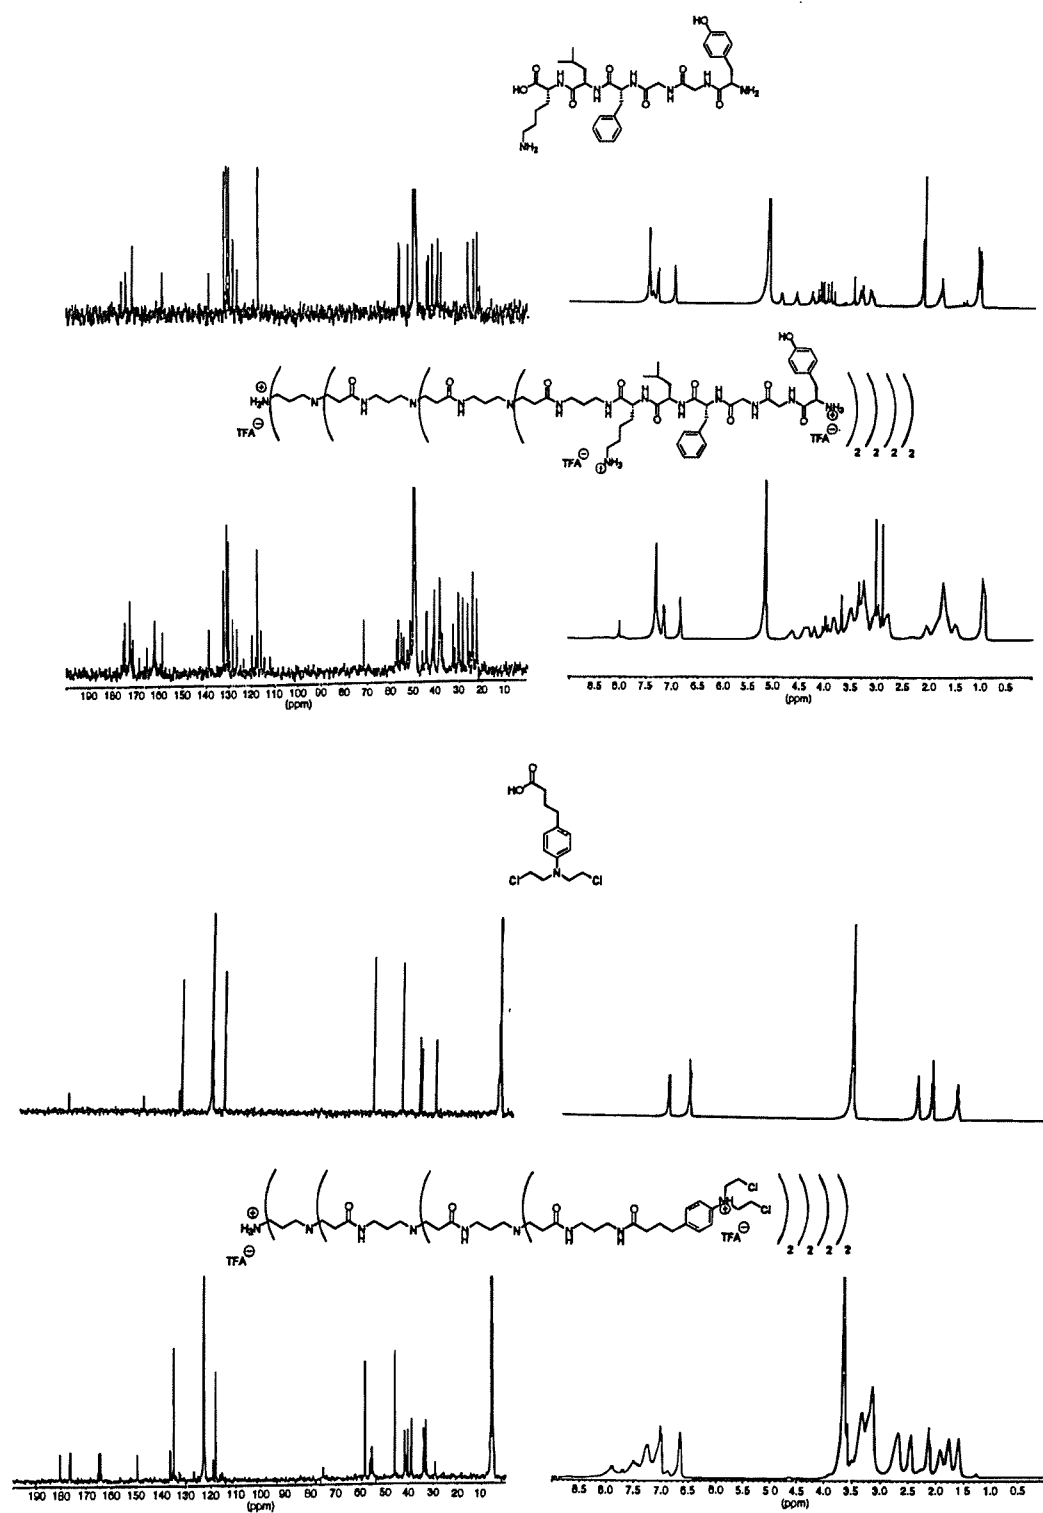 HO
O
H
N
O
H
N
O
H
N
HO
O
N
H
O
N
H
O
NH₂
NH₂
HO
⊕
H₃N
N
O
N
H
N
O
N
H
N
O
N
H
N
H
O
H
N
O
H
N
O
H
N
O
N
H
O
N
H
O
NH₃
⊕
TFA⊖
TFA⊖
NH₃
⊕
TFA⊖
2 2 2 2
190 180 170 160 150 140 130 120 110 100 90 80 70 60 50 40 30 20 10
(ppm)
8.5 8.0 7.5 7.0 6.5 6.0 5.5 5.0 4.5 4.0 3.5 3.0 2.5 2.0 1.5 1.0 0.5
(ppm)
O
HO
N
Cl
Cl
⊕
H₃N
N
O
N
H
N
O
N
H
N
O
N
H
N
H
O
NH
⊕
Cl
Cl
TFA⊖
TFA⊖
2 2 2 2
190 180 170 160 150 140 130 120 110 100 90 80 70 60 50 40 30 20 10
(ppm)
8.5 8.0 7.5 7.0 6.5 6.0 5.5 5.0 4.5 4.0 3.5 3.0 2.5 2.0 1.5 1.0 0.5
(ppm)